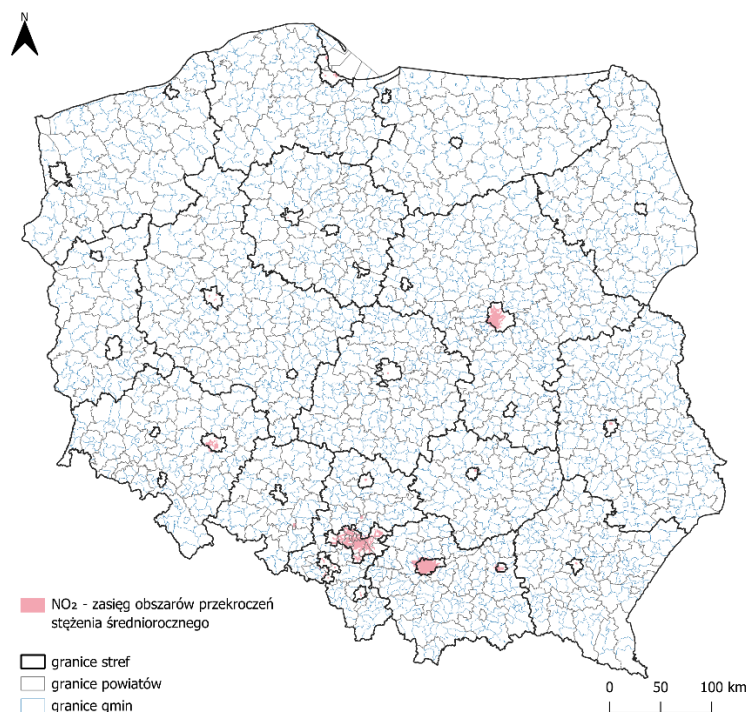 N
NO₂ - zasięg obszarów przekroczeń
stężenia średniorocznego
granice stref
granice powiatów
granice gmin
0 50 100 km